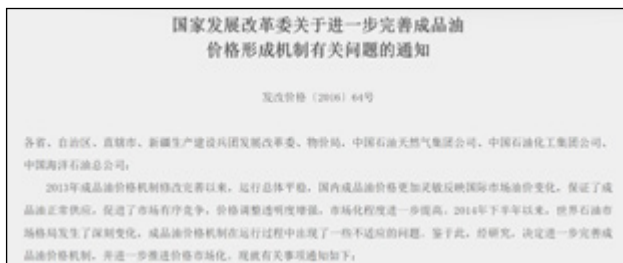 国家发展改革委关于进一步完善成品油
价格形成机制有关问题的通知
发改价格〔2016〕64号
各省、自治区、直辖市、新疆生产建设兵团发展改革委、物价局，中国石油天然气集团公司、中国石油化工集团公司、
中国海洋石油总公司：
2013年成品油价格机制修改完善以来，运行总体平稳，国内成品油价格更加灵敏反映国际市场油价变化，保证了成
品油正常供应，促进了市场有序竞争，价格调整透明度增强，市场化程度进一步提高。2014年下半年以来，世界石油市
场格局发生了深刻变化，成品油价格机制在运行过程中出现了一些不适应的问题。鉴于此，经研究，决定进一步完善成
品油价格机制，并进一步推进价格市场化。现就有关事项通知如下：